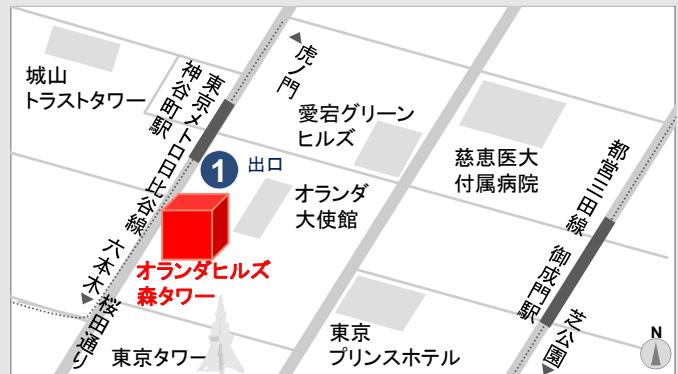 城山
トラストタワー
東京メトロ日比谷線
神谷町駅
虎ノ門
愛宕グリーン
ヒルズ
慈恵医大
付属病院
都営三田線 御成門駅
1 出口
オランダ
大使館
オランダヒルズ
森タワー
六本木
桜田通り
東京タワー
東京
プリンスホテル
芝公園
N